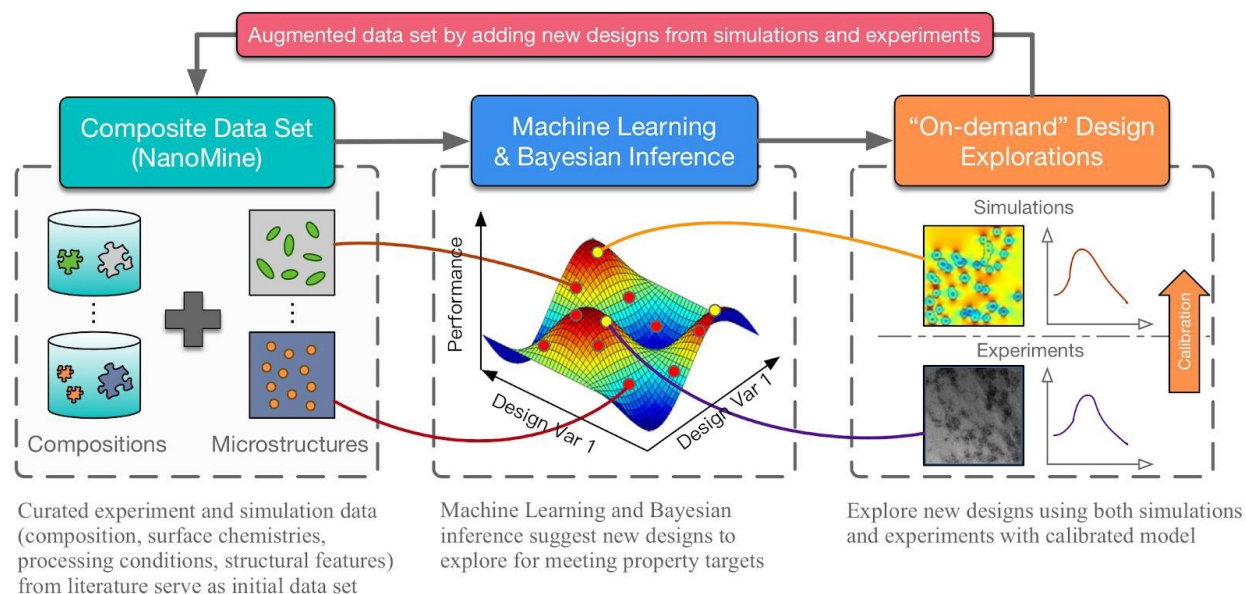 Augmented data set by adding new designs from simulations and experiments
Composite Data Set
(NanoMine)
Machine Learning
& Bayesian Inference
“On-demand” Design
Explorations
Compositions
Microstructures
Performance
Design Var 1
Design Var 1
Simulations
Experiments
Calibration
Curated experiment and simulation data
(composition, surface chemistries,
processing conditions, structural features)
from literature serve as initial data set
Machine Learning and Bayesian
inference suggest new designs to
explore for meeting property targets
Explore new designs using both simulations
and experiments with calibrated model